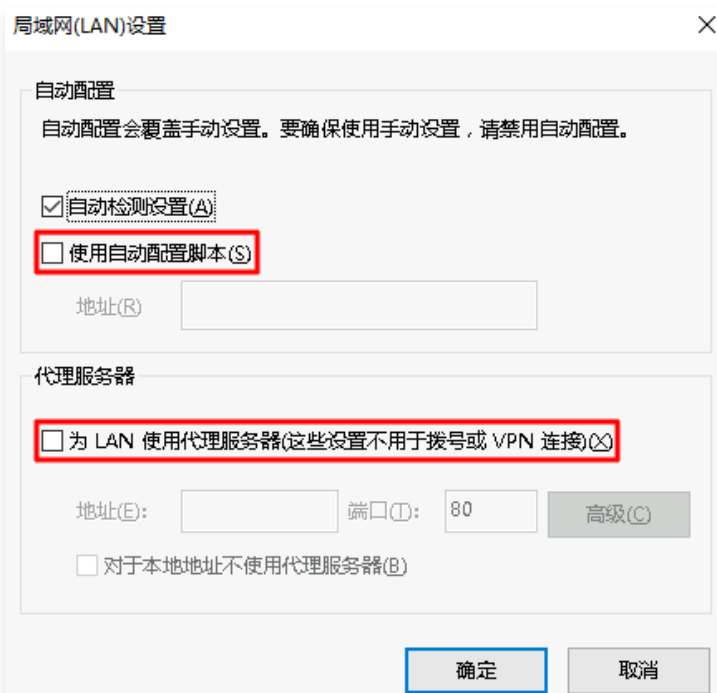 局域网(LAN)设置
自动配置
自动配置会覆盖手动设置。要确保使用手动设置，请禁用自动配置。
自动检测设置(A)
使用自动配置脚本(S)
地址(R)
代理服务器
为 LAN 使用代理服务器(这些设置不用于拨号或 VPN 连接)(X)
地址(E): 端口(T): 80 高级(C)
对于本地地址不使用代理服务器(B)
确定 取消